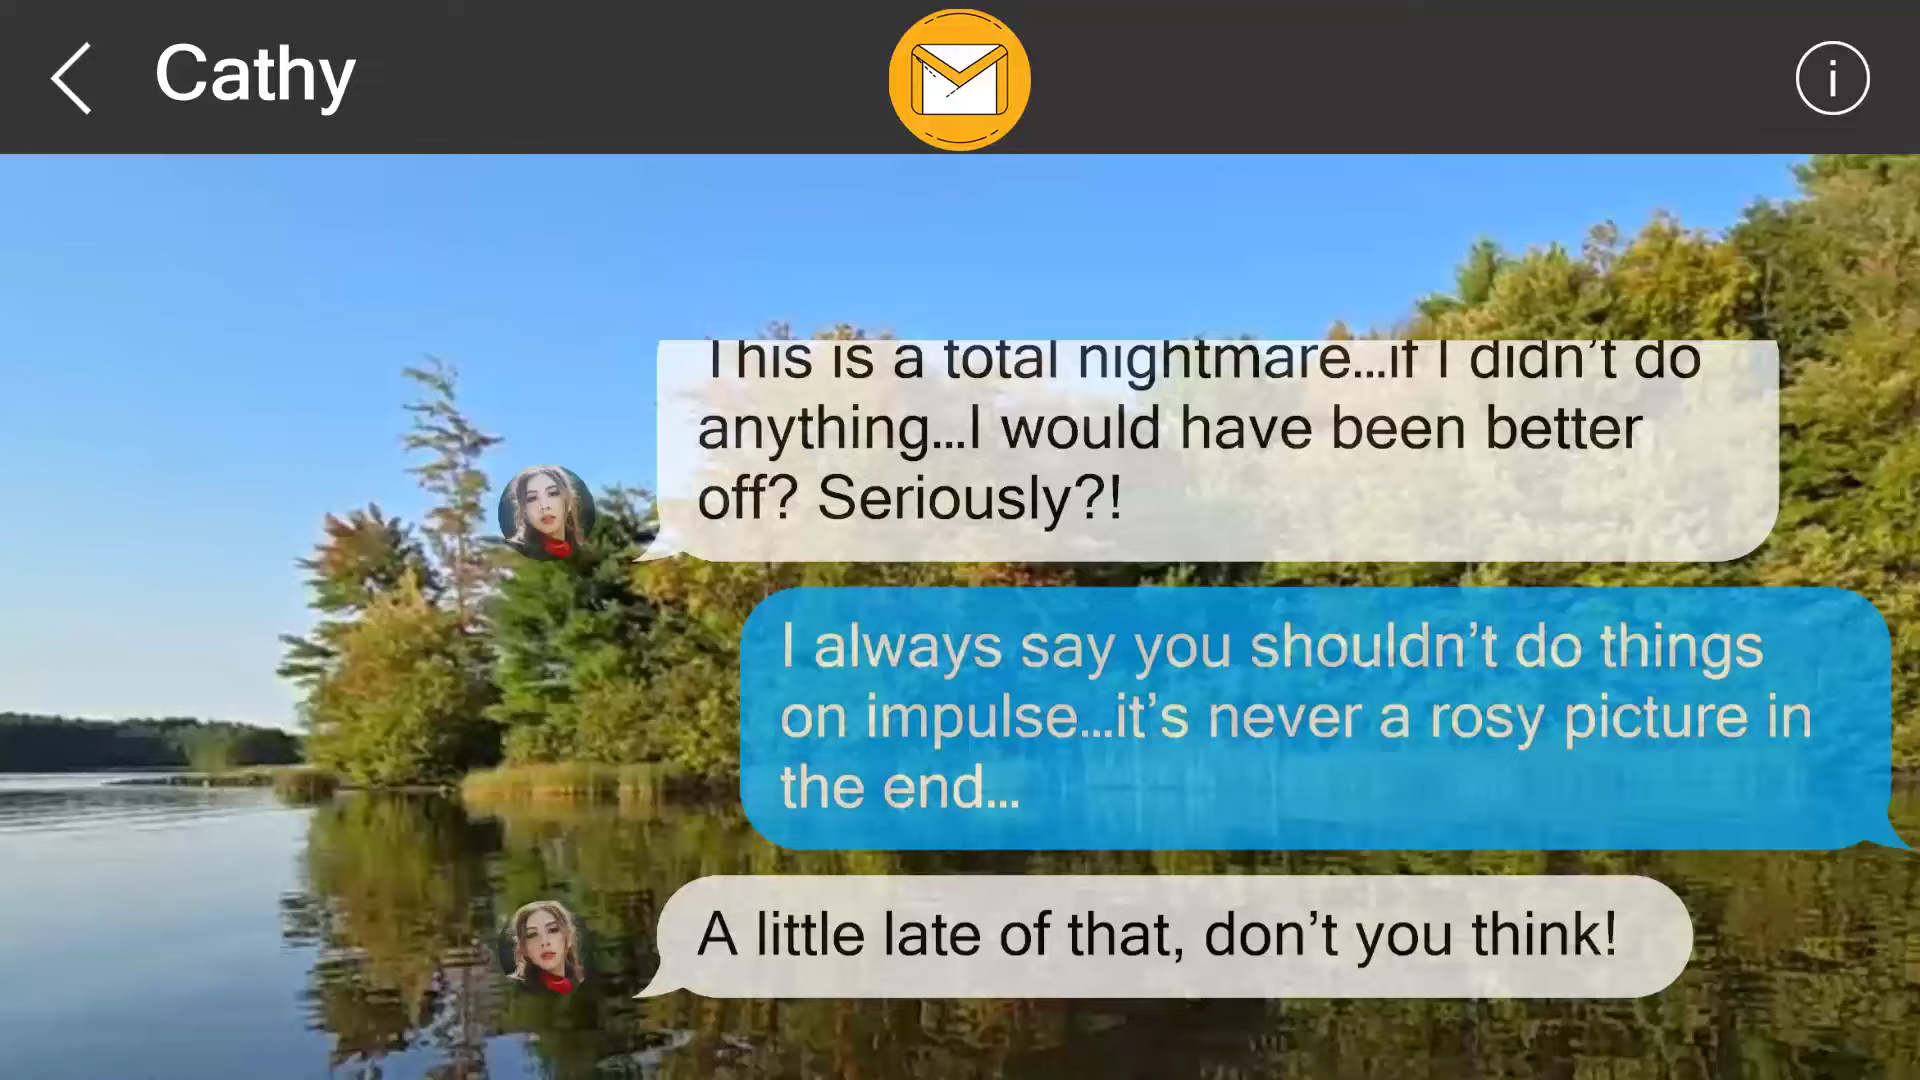 Cathy
This is a total nightmare...if I didn’t do
anything...I would have been better
off? Seriously?!
I always say you shouldn’t do things
on impulse...it’s never a rosy picture in
the end...
A little late of that, don’t you think!